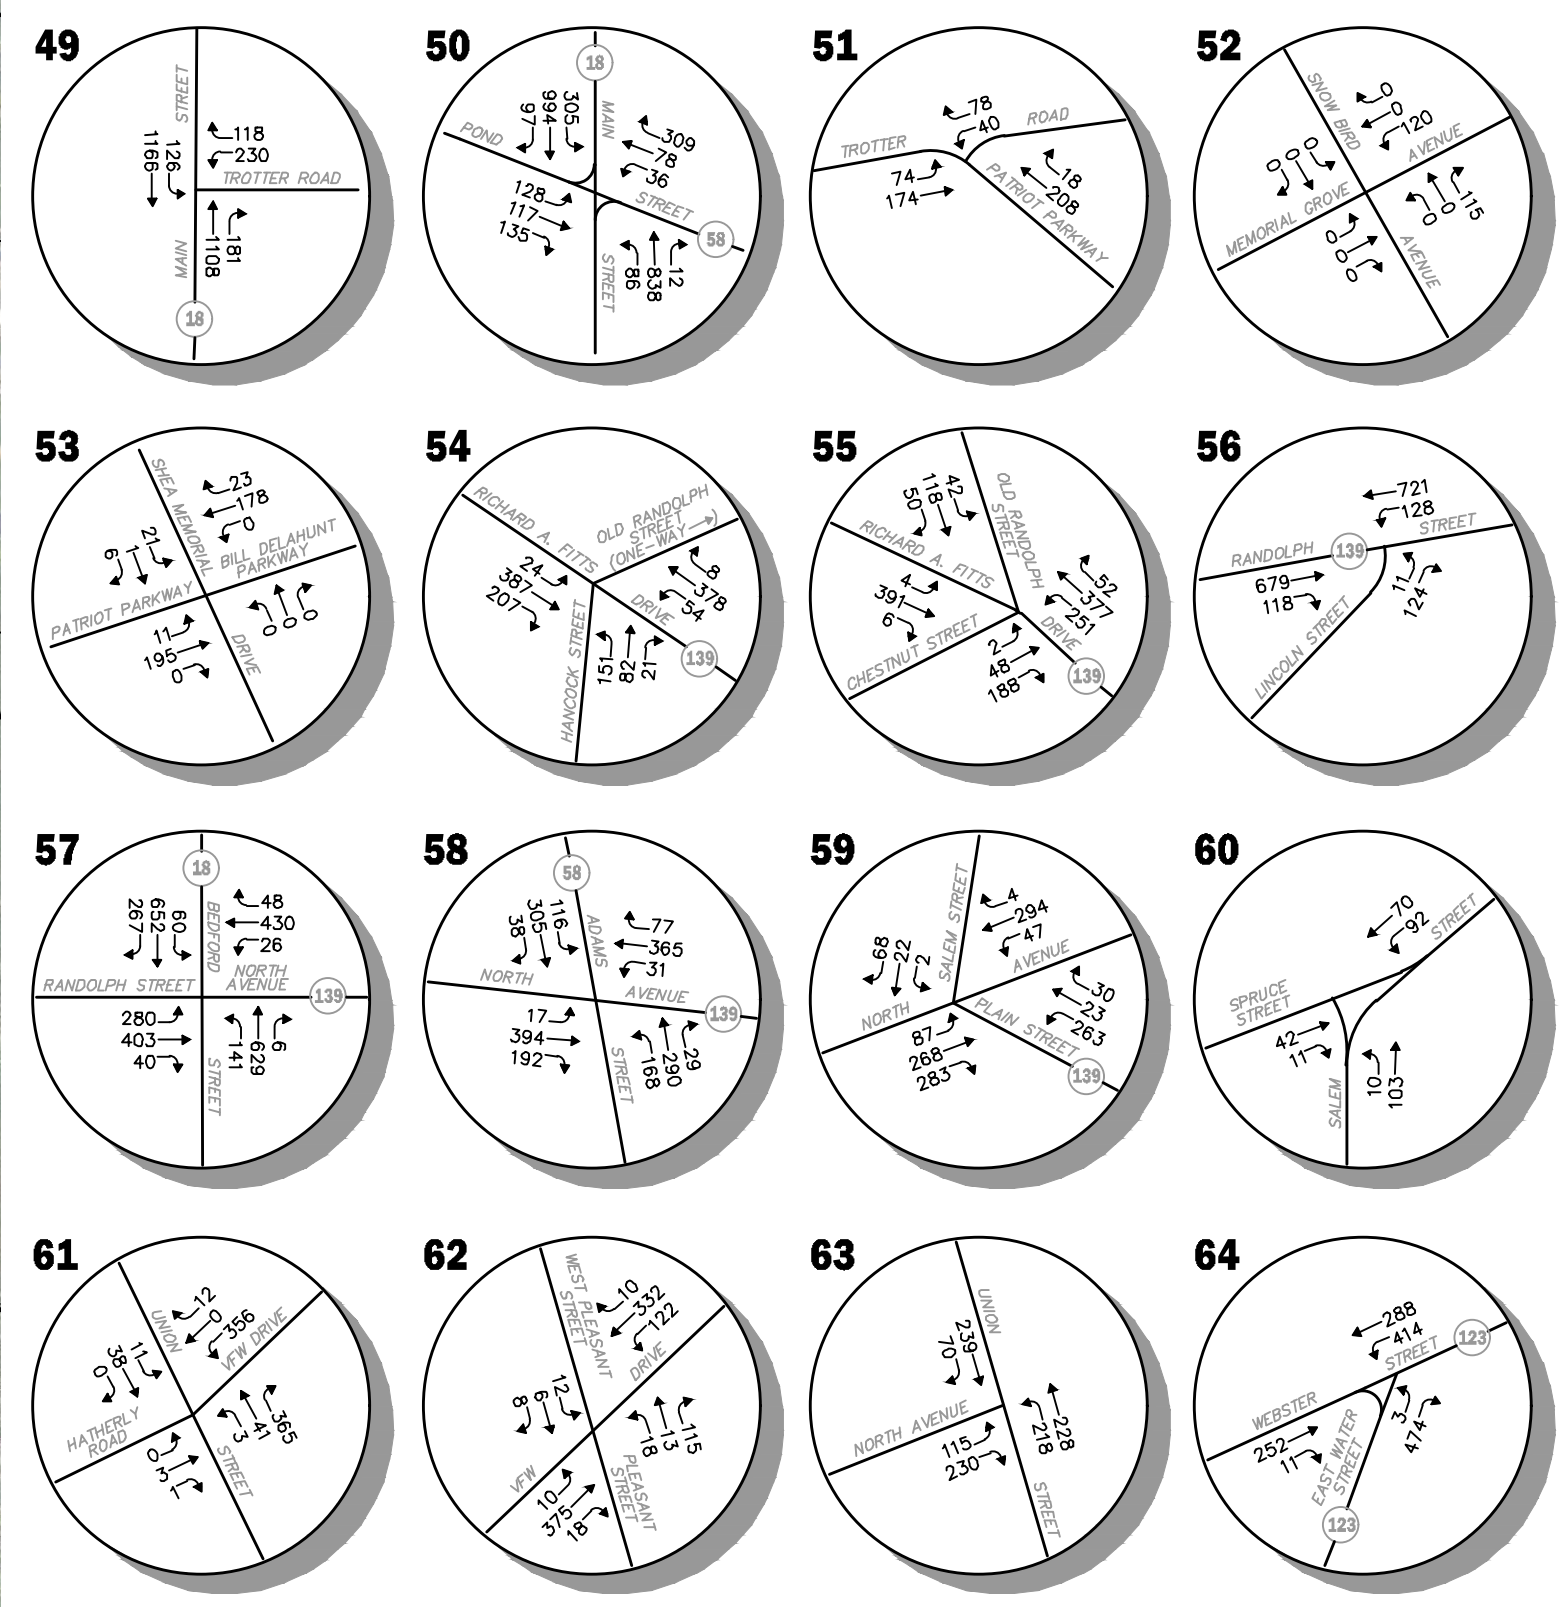 49
STREET
118
230
126
1166
TROTTER ROAD
MAIN
1108
181
18
50
18
MAIN
305
994
97
309
78
36
POND
128
117
135
STREET
58
STREET
86
838
12
51
78
40
TROTTER
ROAD
74
174
18
208
PATRIOT PARKWAY
52
SNOW BIRD
0
0
120
AVENUE
0
0
0
MEMORIAL GROVE
0
0
0
0
0
115
AVENUE
53
SHEA MEMORIAL
23
178
0
21
1
6
BILL DELAHUNT
PARKWAY
PATRIOT PARKWAY
11
195
0
0
0
0
DRIVE
54
RICHARD A. FITTS
OLD RANDOLPH
STREET
(ONE-WAY →)
24
387
207
8
378
54
DRIVE
HANCOCK STREET
151
82
21
139
55
42
118
50
OLD RANDOLPH
STREET
RICHARD A. FITTS
4
391
6
52
377
251
CHESTNUT STREET
DRIVE
2
48
188
139
56
721
128
STREET
RANDOLPH
139
679
118
11
124
LINCOLN STREET
57
18
60
652
267
BEDFORD
48
430
26
RANDOLPH STREET
NORTH
AVENUE
139
280
403
40
STREET
141
629
6
58
58
116
305
38
ADAMS
77
365
31
NORTH
AVENUE
139
17
394
192
STREET
168
290
29
59
SALEM STREET
4
294
47
68
22
2
AVENUE
NORTH
PLAIN STREET
30
23
263
87
268
283
139
60
70
92
STREET
SPRUCE
STREET
42
11
SALEM
10
103
61
UNION
12
0
356
VFW DRIVE
11
38
0
HATHERLY
ROAD
0
3
1
3
41
365
STREET
62
WEST PLEASANT
STREET
10
332
122
DRIVE
12
6
8
VFW
10
375
18
PLEASANT
STREET
18
13
115
63
UNION
239
70
NORTH AVENUE
115
230
218
228
STREET
64
288
414
STREET
123
WEBSTER
252
11
EAST WATER
STREET
3
474
123